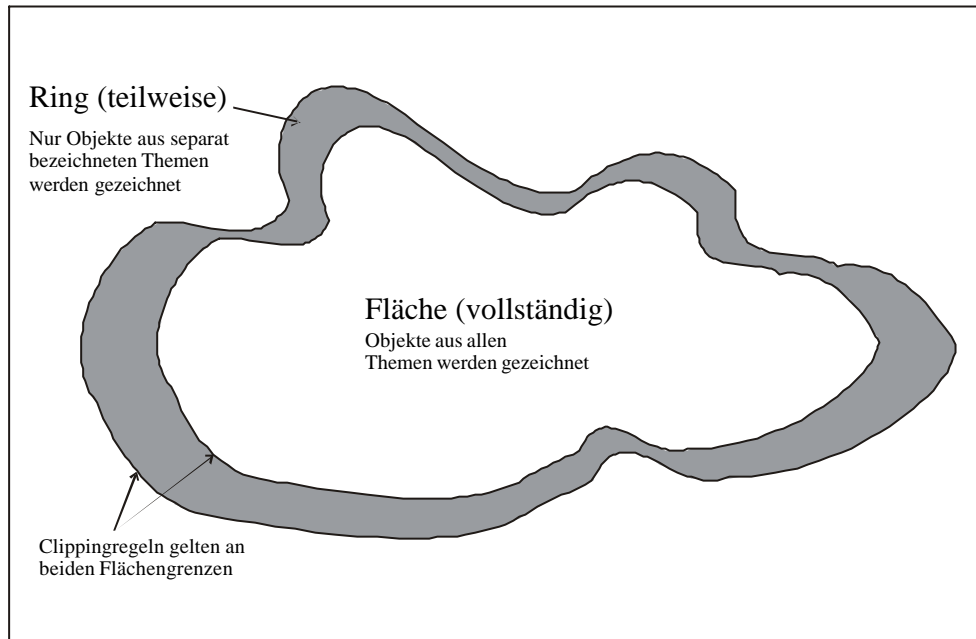 Ring (teilweise)
Nur Objekte aus separat
bezeichneten Themen
werden gezeichnet
Fläche (vollständig)
Objekte aus allen
Themen werden gezeichnet
Clippingregeln gelten an
beiden Flächengrenzen